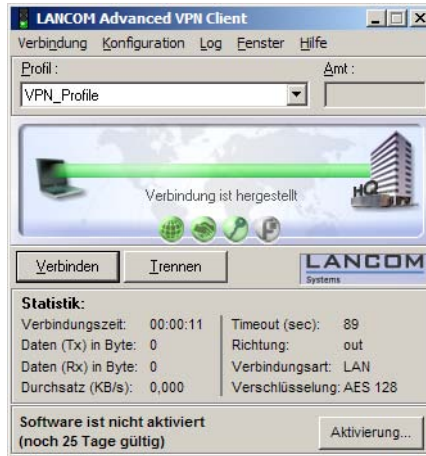 LANCOM Advanced VPN Client
Verbindung Konfiguration Log Fenster Hilfe
Profil : Amt :
VPN_Profile
Verbindung ist hergestellt
HQ
Verbinden Trennen
LANCOM
Systems
Statistik:
Verbindungszeit: 00:00:11 Timeout (sec): 89
Daten (Tx) in Byte: 0 Richtung: out
Daten (Rx) in Byte: 0 Verbindungsart: LAN
Durchsatz (KB/s): 0,000 Verschlüsselung: AES 128
Software ist nicht aktiviert
(noch 25 Tage gültig)
Aktivierung...